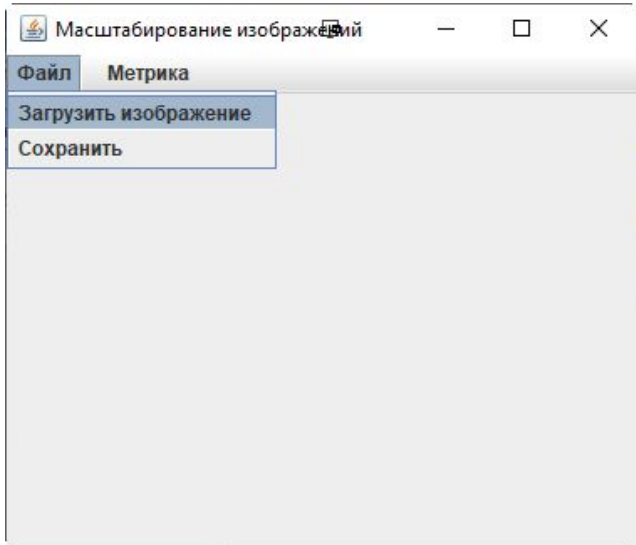 Масштабирование изображений
Файл Метрика
Загрузить изображение
Сохранить